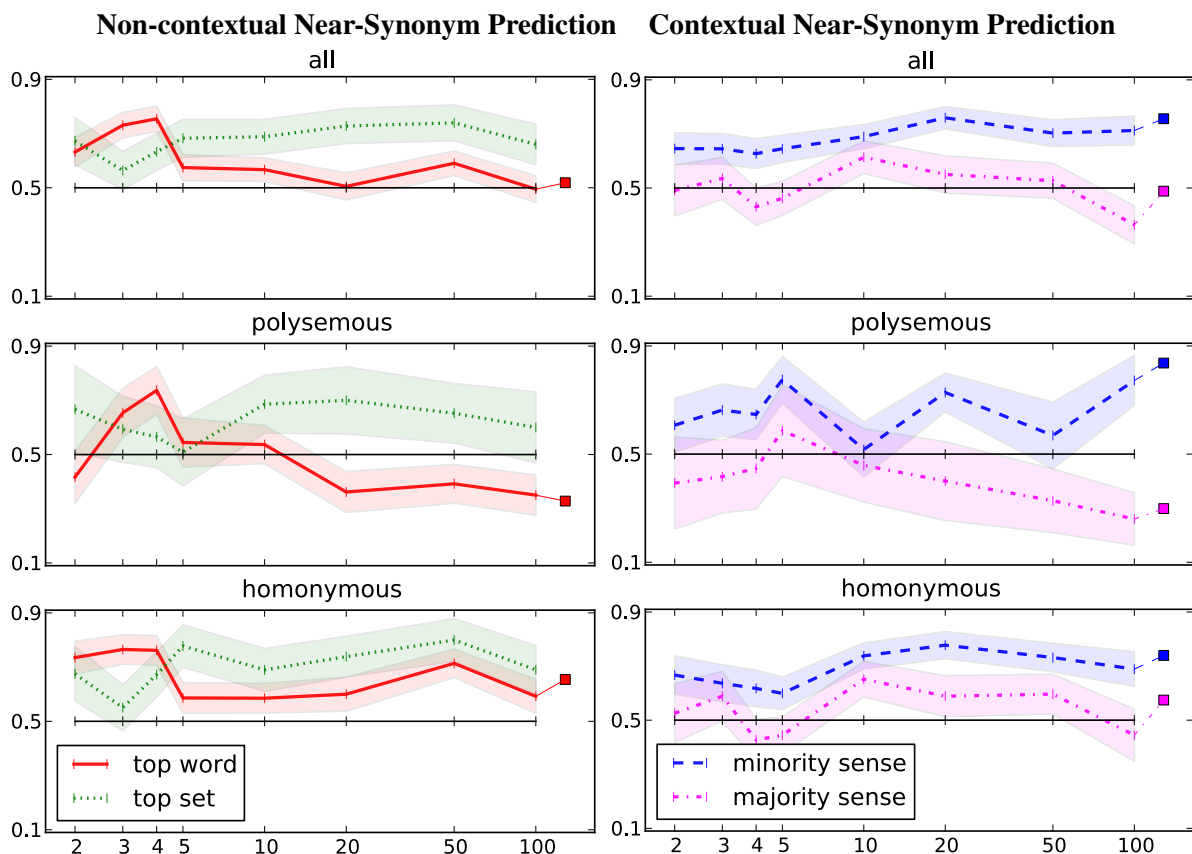 Non-contextual Near-Synonym Prediction
Contextual Near-Synonym Prediction
all
0.9
0.5
0.1
all
0.9
0.5
0.1
polysemous
0.9
0.5
0.1
polysemous
0.9
0.5
0.1
homonymous
0.9
0.5
0.1
top word
top set
2 3 4 5 10 20 50 100
homonymous
0.9
0.5
0.1
minority sense
majority sense
2 3 4 5 10 20 50 100